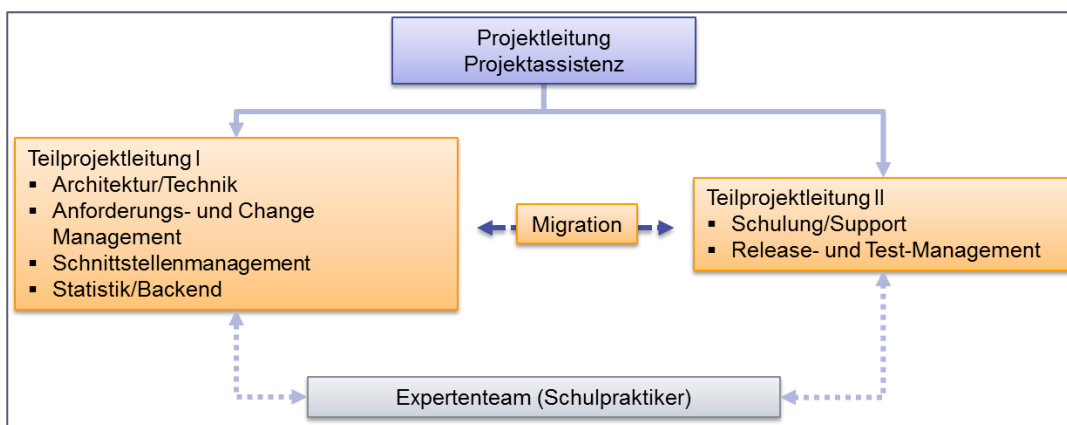 Projektleitung
Projektassistenz
Teilprojektleitung I
▪ Architektur/Technik
▪ Anforderungs- und Change
Management
▪ Schnittstellenmanagement
▪ Statistik/Backend
Migration
Teilprojektleitung II
▪ Schulung/Support
▪ Release- und Test-Management
Expertenteam (Schulpraktiker)